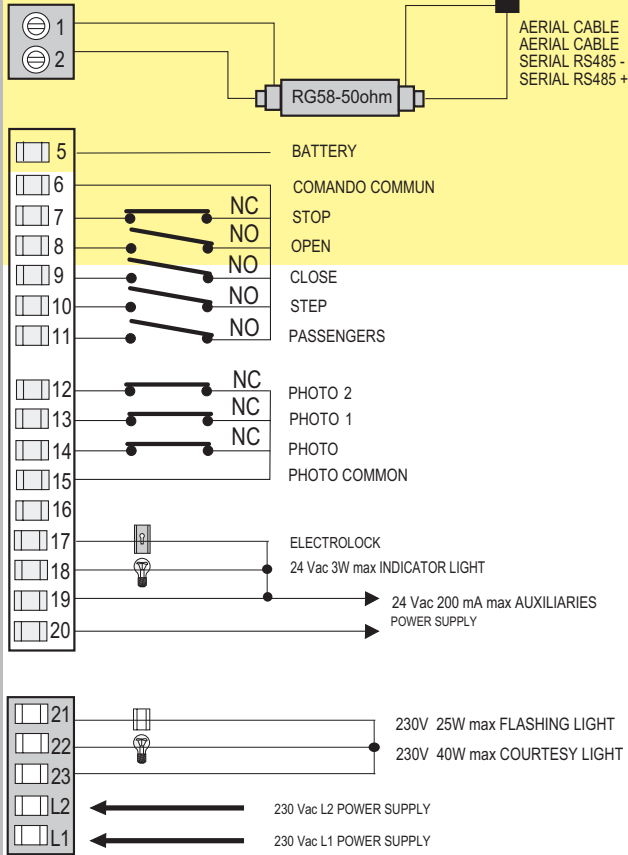 1
AERIAL CABLE
AERIAL CABLE
2
SERIAL RS485 -
SERIAL RS485 +
RG58-50ohm
5 BATTERY
6 COMANDO COMMUN
7 NC STOP
8 NO OPEN
9 NO CLOSE
10 NO STEP
11 NO PASSENGERS
12 NC PHOTO 2
13 NC PHOTO 1
14 NC PHOTO
15 PHOTO COMMON
16
17 ELECTROLOCK
18 24 Vac 3W max INDICATOR LIGHT
19 24 Vac 200 mA max AUXILIARIES
20 POWER SUPPLY
21 230V 25W max FLASHING LIGHT
22 230V 40W max COURTESY LIGHT
23
L2 230 Vac L2 POWER SUPPLY
L1 230 Vac L1 POWER SUPPLY